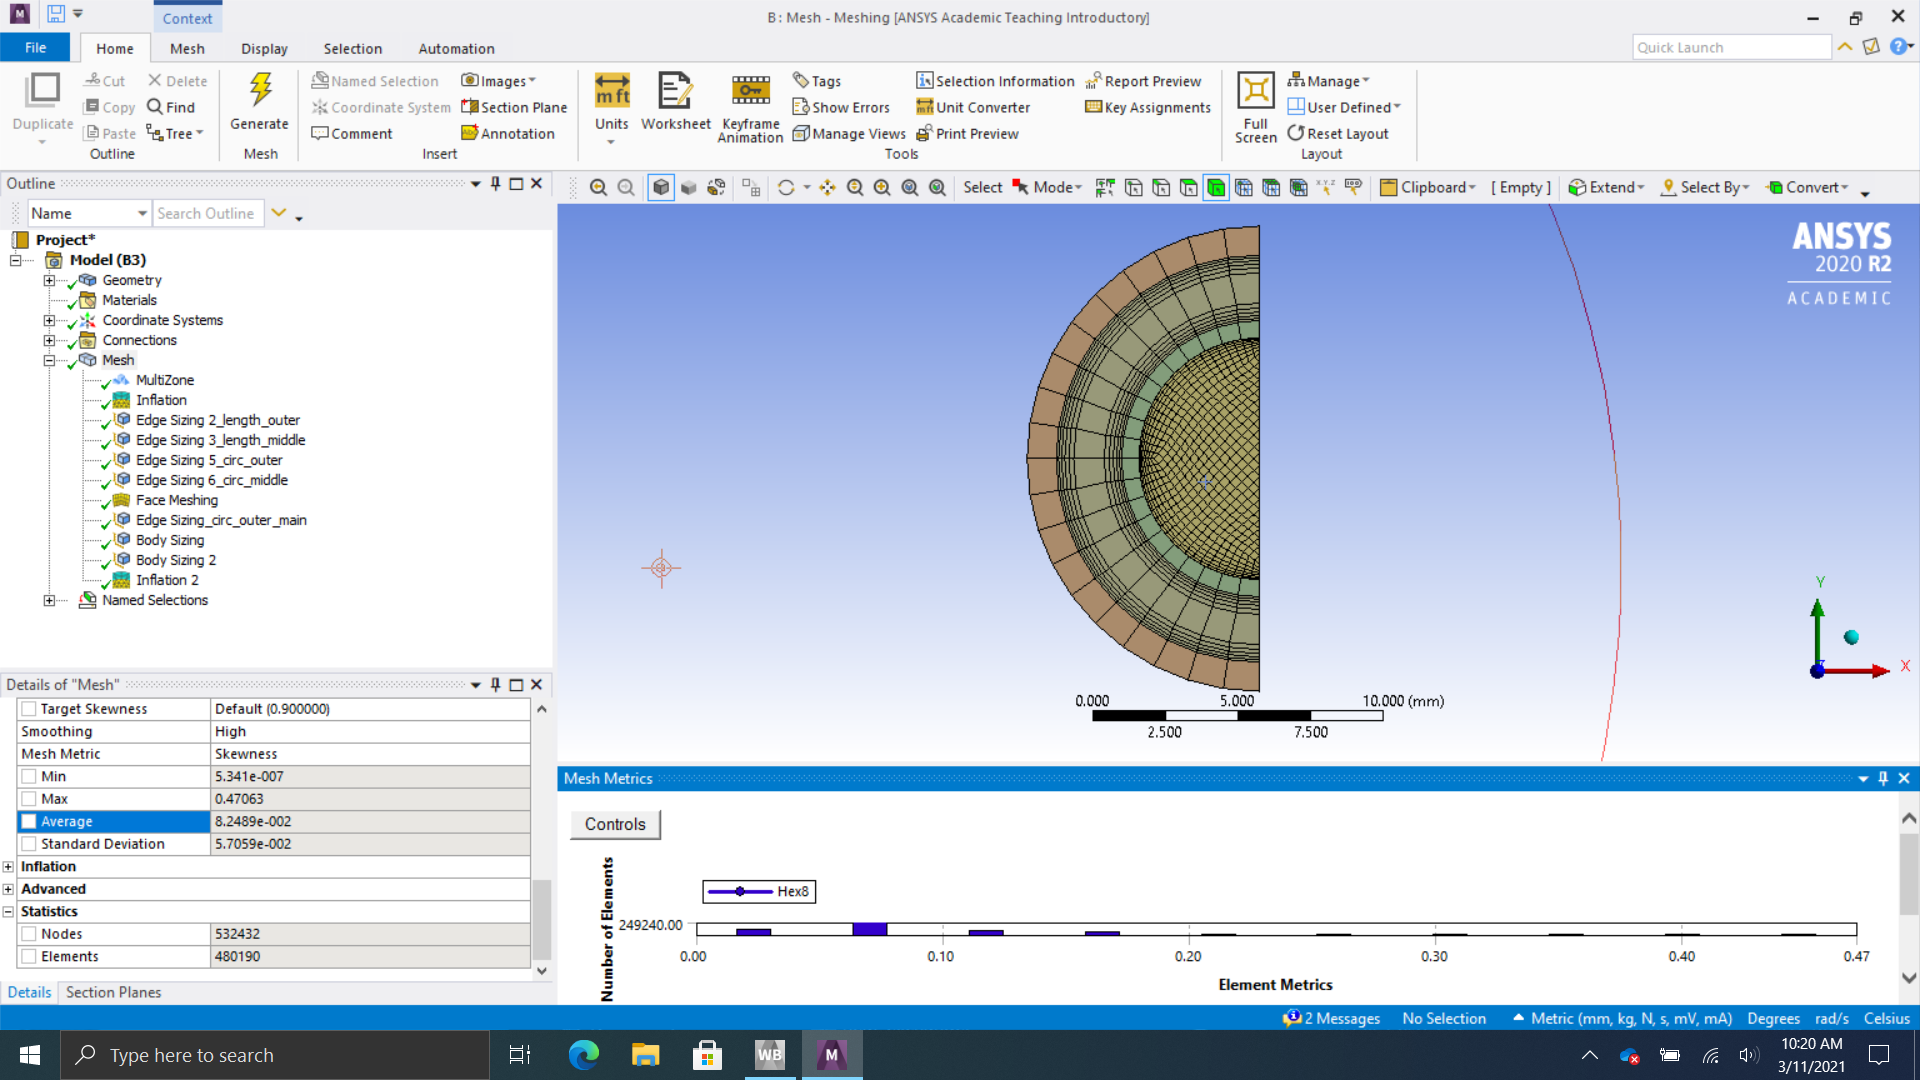 Context
B : Mesh - Meshing [ANSYS Academic Teaching Introductory]
File Home Mesh Display Selection Automation
Quick Launch
Duplicate
Cut Delete
Copy Find
Paste Tree
Outline
Generate
Mesh
Named Selection Images
Coordinate System Section Plane
Comment Annotation
Insert
Units Worksheet Keyframe Animation
Tags Selection Information Report Preview
Show Errors Unit Converter Key Assignments
Manage Views Print Preview
Tools
Full Screen
Manage
User Defined
Reset Layout
Layout
Outline
Name Search Outline
Project*
Model (B3)
Geometry
Materials
Coordinate Systems
Connections
Mesh
MultiZone
Inflation
Edge Sizing 2_length_outer
Edge Sizing 3_length_middle
Edge Sizing 5_circ_outer
Edge Sizing 6_circ_middle
Face Meshing
Edge Sizing_circ_outer_main
Body Sizing
Body Sizing 2
Inflation 2
Named Selections
Select Mode Clipboard [ Empty ] Extend Select By Convert
ANSYS
2020 R2
ACADEMIC
Y
X
Z
0.000 5.000 10.000 (mm)
2.500 7.500
Details of "Mesh"
Target Skewness Default (0.900000)
Smoothing High
Mesh Metric Skewness
Min 5.341e-007
Max 0.47063
Average 8.2489e-002
Standard Deviation 5.7059e-002
Inflation
Advanced
Statistics
Nodes 532432
Elements 480190
Details Section Planes
Mesh Metrics
Controls
Number of Elements
Hex8
249240.00
0.00 0.10 0.20 0.30 0.40 0.47
Element Metrics
2 Messages No Selection Metric (mm, kg, N, s, mV, mA) Degrees rad/s Celsius
Type here to search
WB
M
10:20 AM
3/11/2021